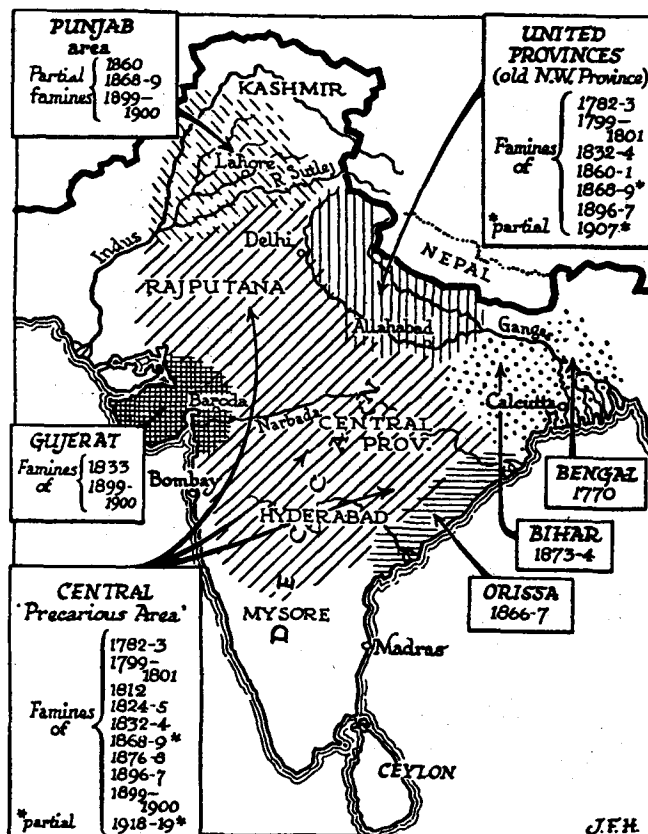 PUNJAB
area
Partial famines
1860
1868-9
1899-
1900
UNITED
PROVINCES
(old N.W. Province)
Famines of
1782-3
1799-
1801
1832-4
1860-1
1868-9*
1896-7
*partial 1907*
KASHMIR
Lahore
R. Sutlej
Indus
Delhi
NEPAL
RAJPUTANA
Allahabad
Ganges
Baroda
Narbada
Calcutta
CENTRAL
PROV.
GUJERAT
Famines of
1833
1899-
1900
Bombay
BENGAL
1770
HYDERABAD
BIHAR
1873-4
DECCAN
ORISSA
1866-7
CENTRAL
'Precarious Area'
Famines of
1782-3
1799-
1801
1812
1824-5
1832-4
1868-9*
1876-8
1896-7
1899-
1900
*partial 1918-19*
MYSORE
Madras
CEYLON
J.F.H.